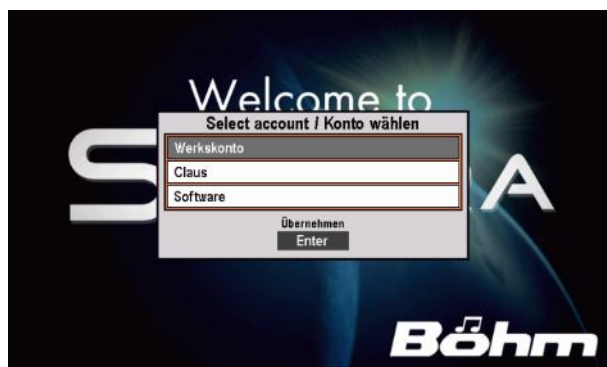 Welcome to
Select account / Konto wählen
Werkskonto
Claus
Software
Übernehmen
Enter
Böhm